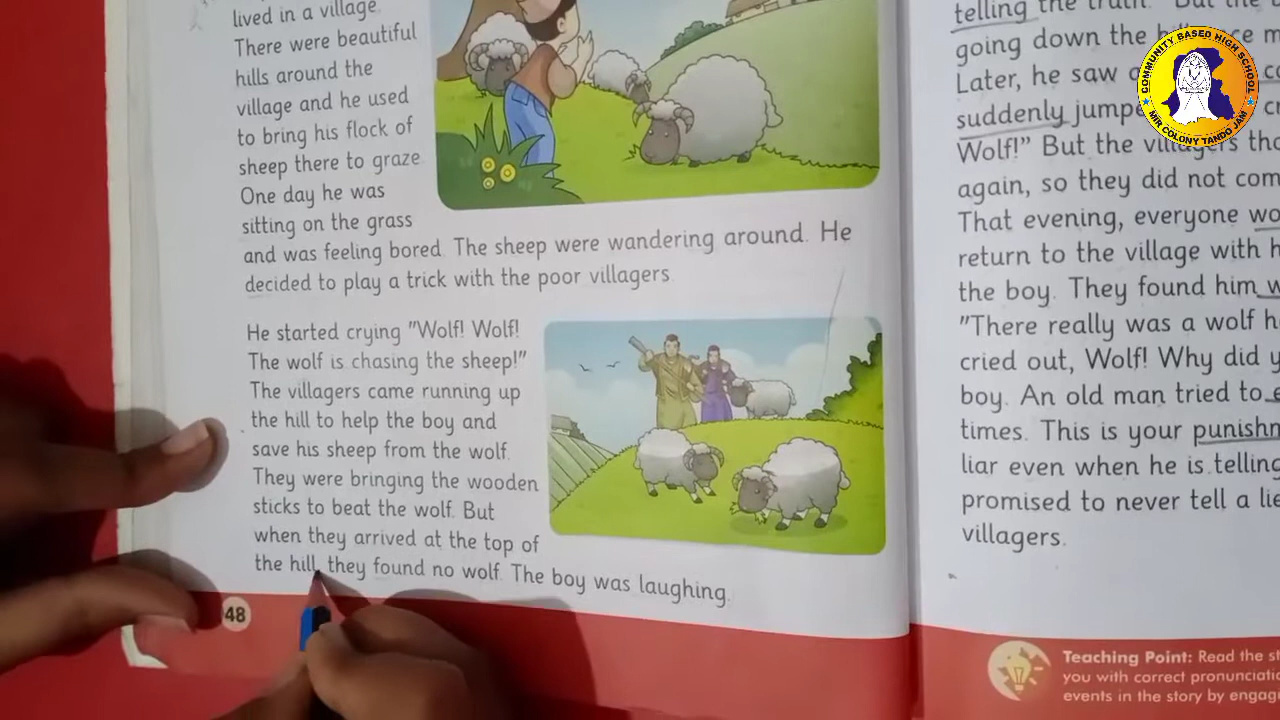 lived in a village.
There were beautiful
hills around the
village and he used
to bring his flock of
sheep there to graze
One day he was
sitting on the grass
and was feeling bored. The sheep were wandering around. He
decided to play a trick with the poor villagers.
He started crying "Wolf! Wolf!
The wolf is chasing the sheep!"
The villagers came running up
the hill to help the boy and
save his sheep from the wolf.
They were bringing the wooden
sticks to beat the wolf. But
when they arrived at the top of
the hill, they found no wolf. The boy was laughing.
48
telling the truth. But the
going down the
Later, he saw
suddenly
Wolf!" But the villagers
again, so they did not
That evening, everyone
return to the village with
the boy. They found him
"There really was a wolf
cried out, Wolf! Why did
boy. An old man tried to
times. This is your
liar even when he is
promised to never tell a
villagers.
Teaching Point: Read the
you with correct
events in the story by
COMMUNITY BASED HIGH SCHOOL
MIR COLONY TANDO JAM